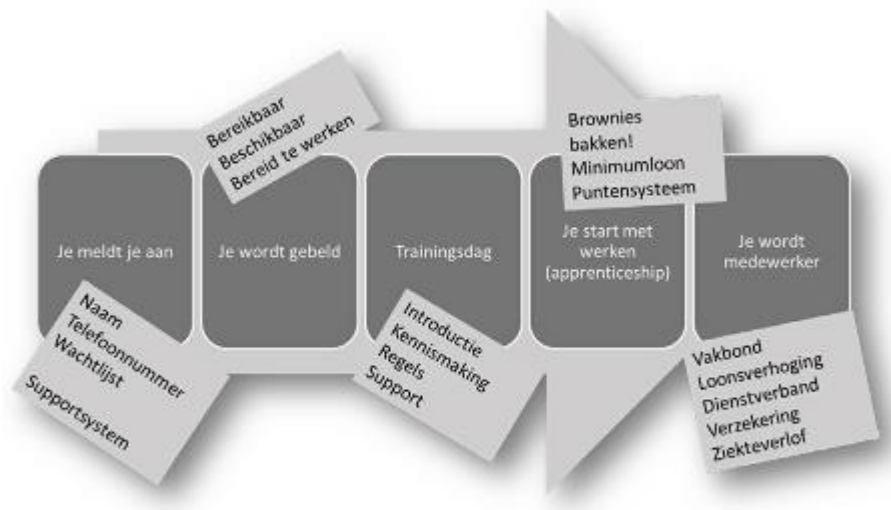 Je meldt je aan
Naam
Telefoonnummer
Wachtlijst
Supportsystem
Je wordt gebeld
Bereikbaar
Beschikbaar
Bereid te werken
Trainingsdag
Introductie
Kennismaking
Regels
Support
Je start met
werken
(apprenticeship)
Brownies
bakken!
Minimumloon
Puntensysteem
Je wordt
medewerker
Vakbond
Loonsverhoging
Dienstverband
Verzekering
Ziekteverlof